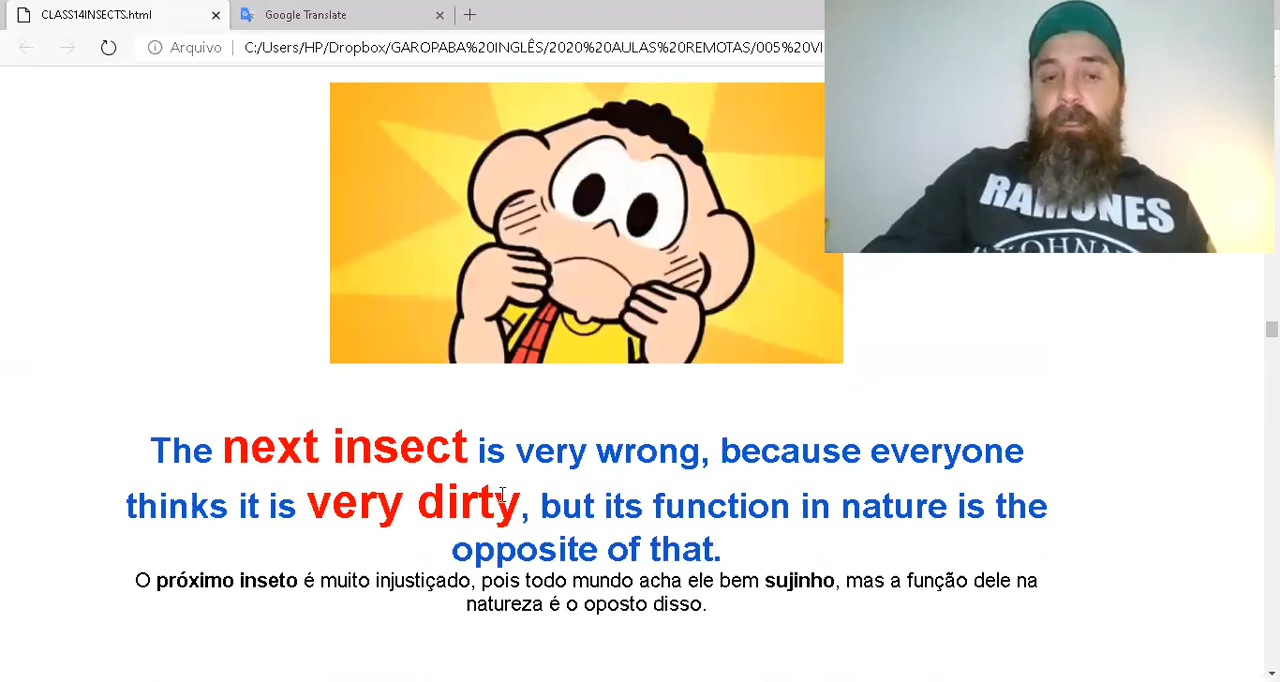 CLASS14INSECTS.html
Google Translate
Arquivo
C:/Users/HP/Dropbox/GAROPABA%20INGLÊS/2020%20AULAS%20REMOTAS/005%20VI
RAMONES
The next insect is very wrong, because everyone
thinks it is very dirty, but its function in nature is the
opposite of that.
O próximo inseto é muito injustiçado, pois todo mundo acha ele bem sujinho, mas a função dele na
natureza é o oposto disso.